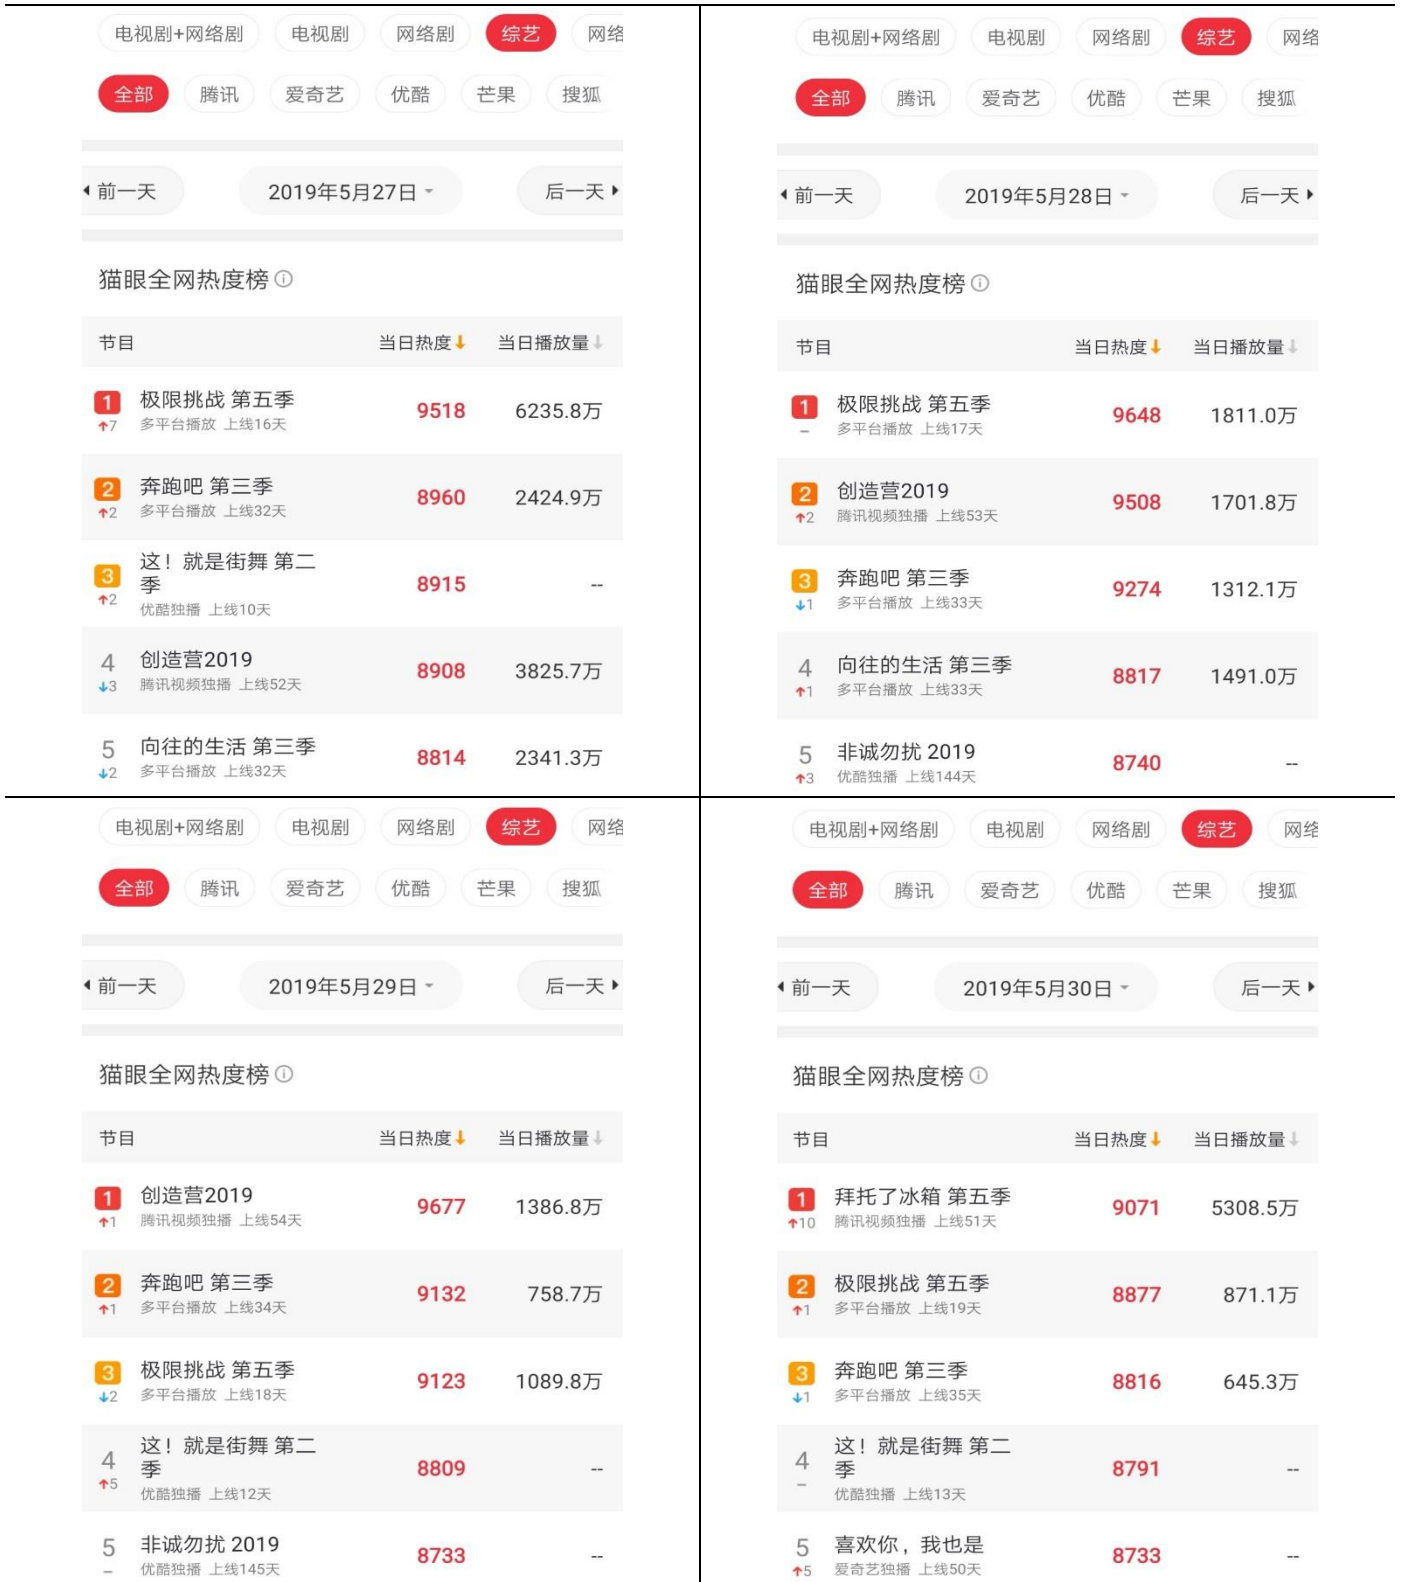 电视剧+网络剧 电视剧 网络剧 综艺 网络
全部 腾讯 爱奇艺 优酷 芒果 搜狐
前一天 2019年5月27日 后一天
猫眼全网热度榜
节目 当日热度 当日播放量
1 极限挑战 第五季 9518 6235.8万
↑7 多平台播放 上线16天
2 奔跑吧 第三季 8960 2424.9万
↑2 多平台播放 上线32天
3 这！就是街舞 第二
季 8915 --
↑2 优酷独播 上线10天
4 创造营2019 8908 3825.7万
↓3 腾讯视频独播 上线52天
5 向往的生活 第三季 8814 2341.3万
↓2 多平台播放 上线32天
电视剧+网络剧 电视剧 网络剧 综艺 网络
全部 腾讯 爱奇艺 优酷 芒果 搜狐
前一天 2019年5月28日 后一天
猫眼全网热度榜
节目 当日热度 当日播放量
1 极限挑战 第五季 9648 1811.0万
– 多平台播放 上线17天
2 创造营2019 9508 1701.8万
↑2 腾讯视频独播 上线53天
3 奔跑吧 第三季 9274 1312.1万
↓1 多平台播放 上线33天
4 向往的生活 第三季 8817 1491.0万
↑1 多平台播放 上线33天
5 非诚勿扰 2019 8740 --
↑3 优酷独播 上线144天
电视剧+网络剧 电视剧 网络剧 综艺 网络
全部 腾讯 爱奇艺 优酷 芒果 搜狐
前一天 2019年5月29日 后一天
猫眼全网热度榜
节目 当日热度 当日播放量
1 创造营2019 9677 1386.8万
↑1 腾讯视频独播 上线54天
2 奔跑吧 第三季 9132 758.7万
↑1 多平台播放 上线34天
3 极限挑战 第五季 9123 1089.8万
↓2 多平台播放 上线18天
4 这！就是街舞 第二
季 8809 --
↑5 优酷独播 上线12天
5 非诚勿扰 2019 8733 --
– 优酷独播 上线145天
电视剧+网络剧 电视剧 网络剧 综艺 网络
全部 腾讯 爱奇艺 优酷 芒果 搜狐
前一天 2019年5月30日 后一天
猫眼全网热度榜
节目 当日热度 当日播放量
1 拜托了冰箱 第五季 9071 5308.5万
↑10 腾讯视频独播 上线51天
2 极限挑战 第五季 8877 871.1万
↑1 多平台播放 上线19天
3 奔跑吧 第三季 8816 645.3万
↓1 多平台播放 上线35天
4 这！就是街舞 第二
季 8791 --
– 优酷独播 上线13天
5 喜欢你，我也是 8733 --
↑5 爱奇艺独播 上线50天